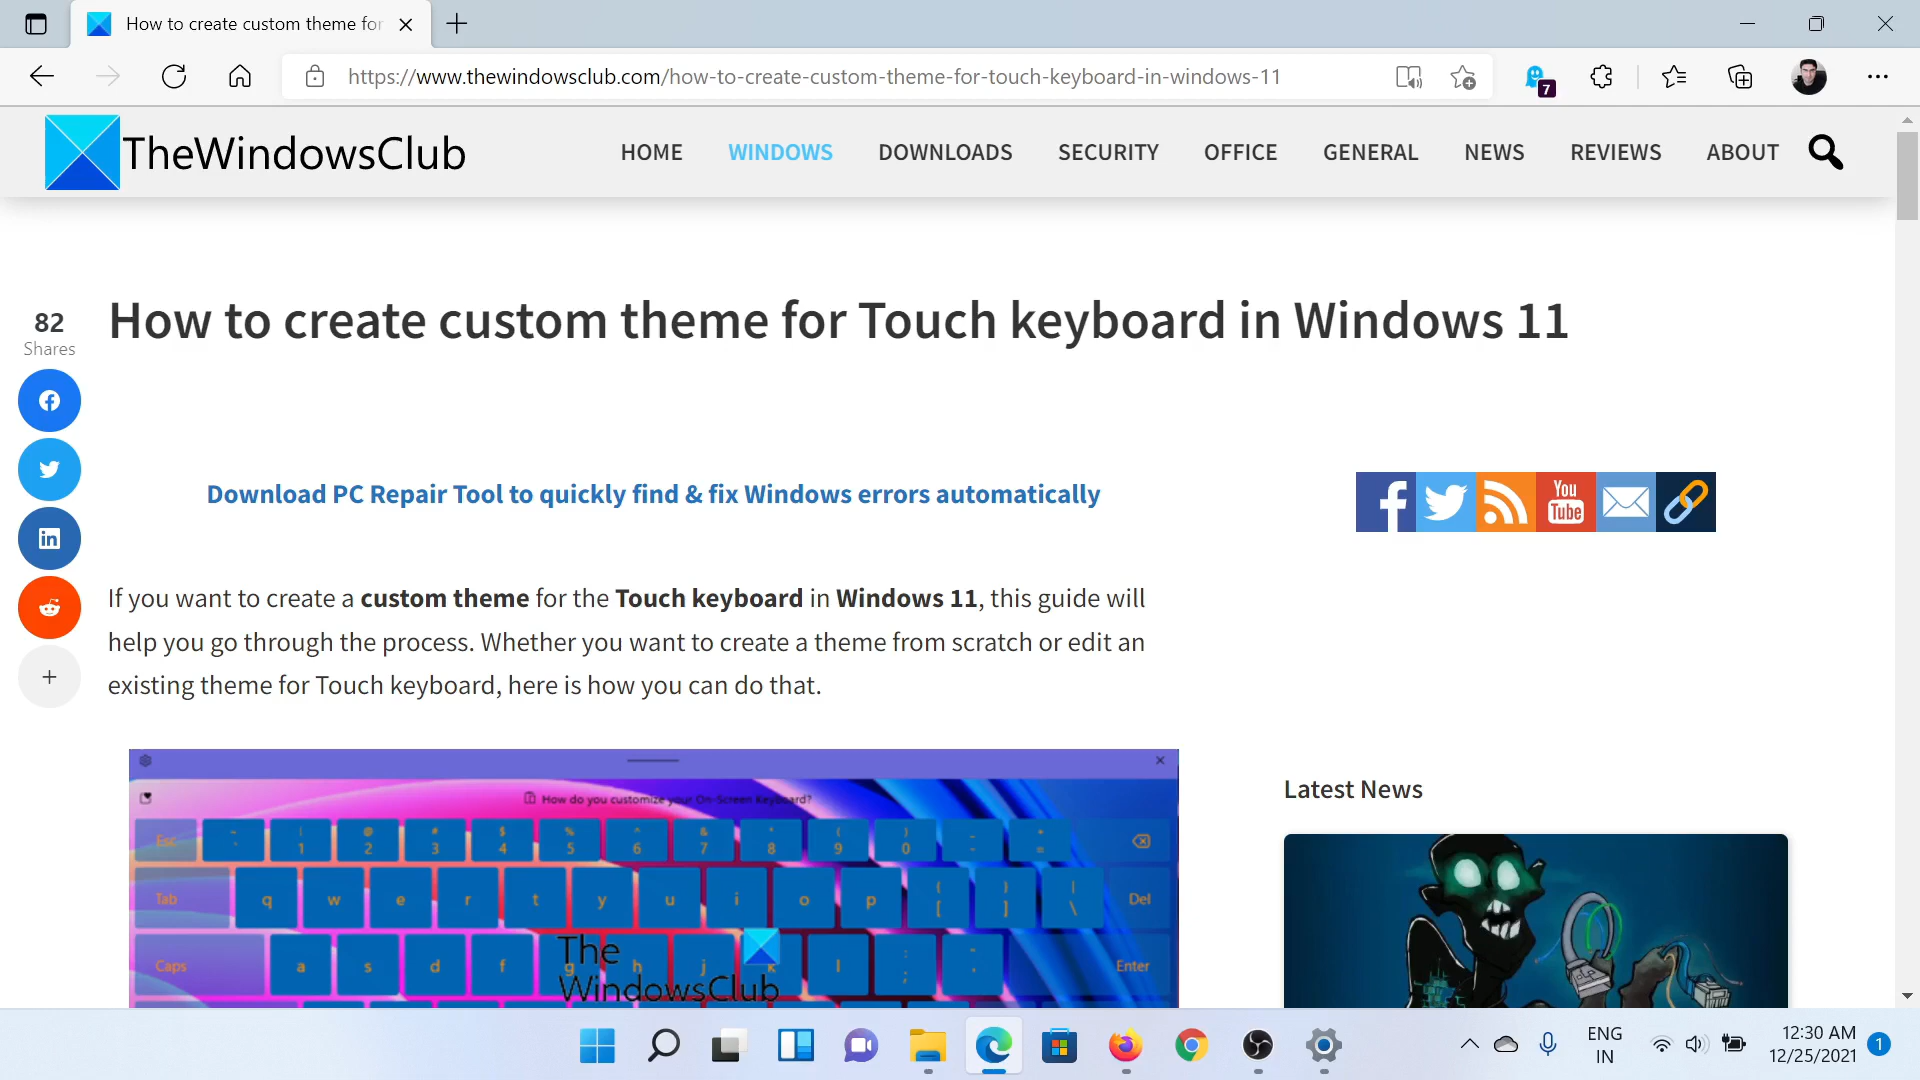 How to create custom theme for
https://www.thewindowsclub.com/how-to-create-custom-theme-for-touch-keyboard-in-windows-11
7
TheWindowsClub
HOME WINDOWS DOWNLOADS SECURITY OFFICE GENERAL NEWS REVIEWS ABOUT
82
Shares
How to create custom theme for Touch keyboard in Windows 11
Download PC Repair Tool to quickly find & fix Windows errors automatically
You
Tube
If you want to create a custom theme for the Touch keyboard in Windows 11, this guide will
help you go through the process. Whether you want to create a theme from scratch or edit an
existing theme for Touch keyboard, here is how you can do that.
How do you customize your On-Screen Keyboard?
Esc 1 2 3 4 5 6 7 8 9 0
Tab q w e r t y u i o p [ ] \ Del
Caps a s d f g h j k l ; Enter
The
WindowsClub
Latest News
ENG
IN
12:30 AM
12/25/2021
1